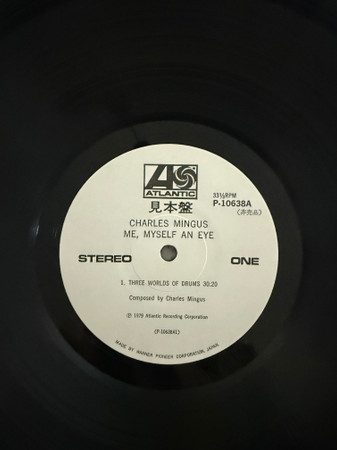 ATLANTIC
33⅓RPM
P-10638A
(非売品)
見本盤
CHARLES MINGUS
ME, MYSELF AN EYE
STEREO ONE
1. THREE WORLDS OF DRUMS 30:20
Composed by Charles Mingus
Ⓟ 1979 Atlantic Recording Corporation
(P-10638A1)
MADE BY WARNER PIONEER CORPORATION, JAPAN